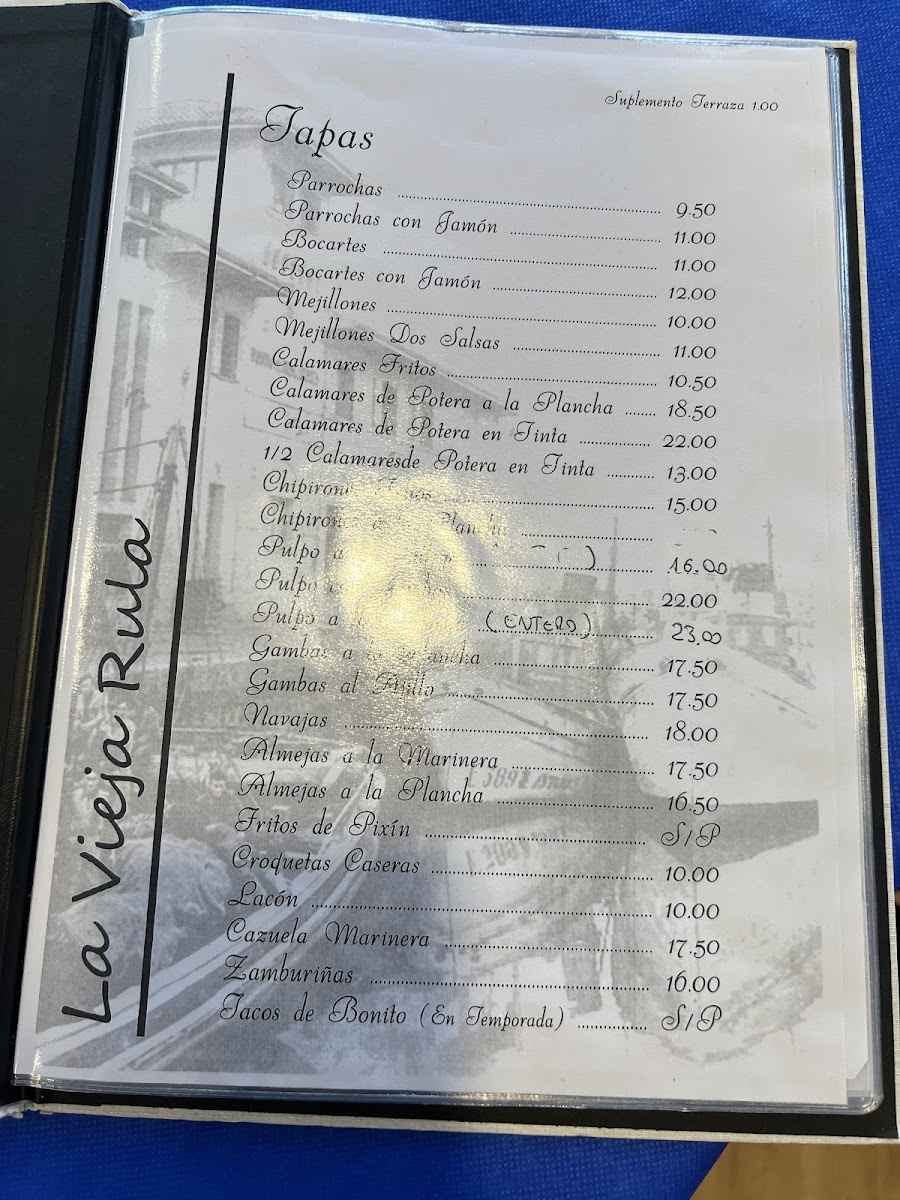 Suplemento Terraza 1.00
Tapas
Parrochas 9.50
Parrochas con Jamón 11.00
Bocartes 11.00
Bocartes con Jamón 12.00
Mejillones 10.00
Mejillones Dos Salsas 11.00
Calamares Fritos 10.50
Calamares de Potera a la Plancha 18.50
Calamares de Potera en Tinta 22.00
1/2 Calamaresde Potera en Tinta 13.00
Chipirones 15.00
Chipirones a la Plancha
Pulpo a 16.00
Pulpo 22.00
Pulpo a (ENTERO) 23,00
Gambas a la Plancha 17.50
Gambas al Ajillo 17.50
Navajas 18.00
Almejas a la Marinera 17.50
Almejas a la Plancha 16.50
Fritos de Pixín S/P
Croquetas Caseras 10.00
Lacón 10.00
Cazuela Marinera 17.50
Zamburiñas 16.00
Tacos de Bonito (En Temporada) S/P
La Vieja Rula